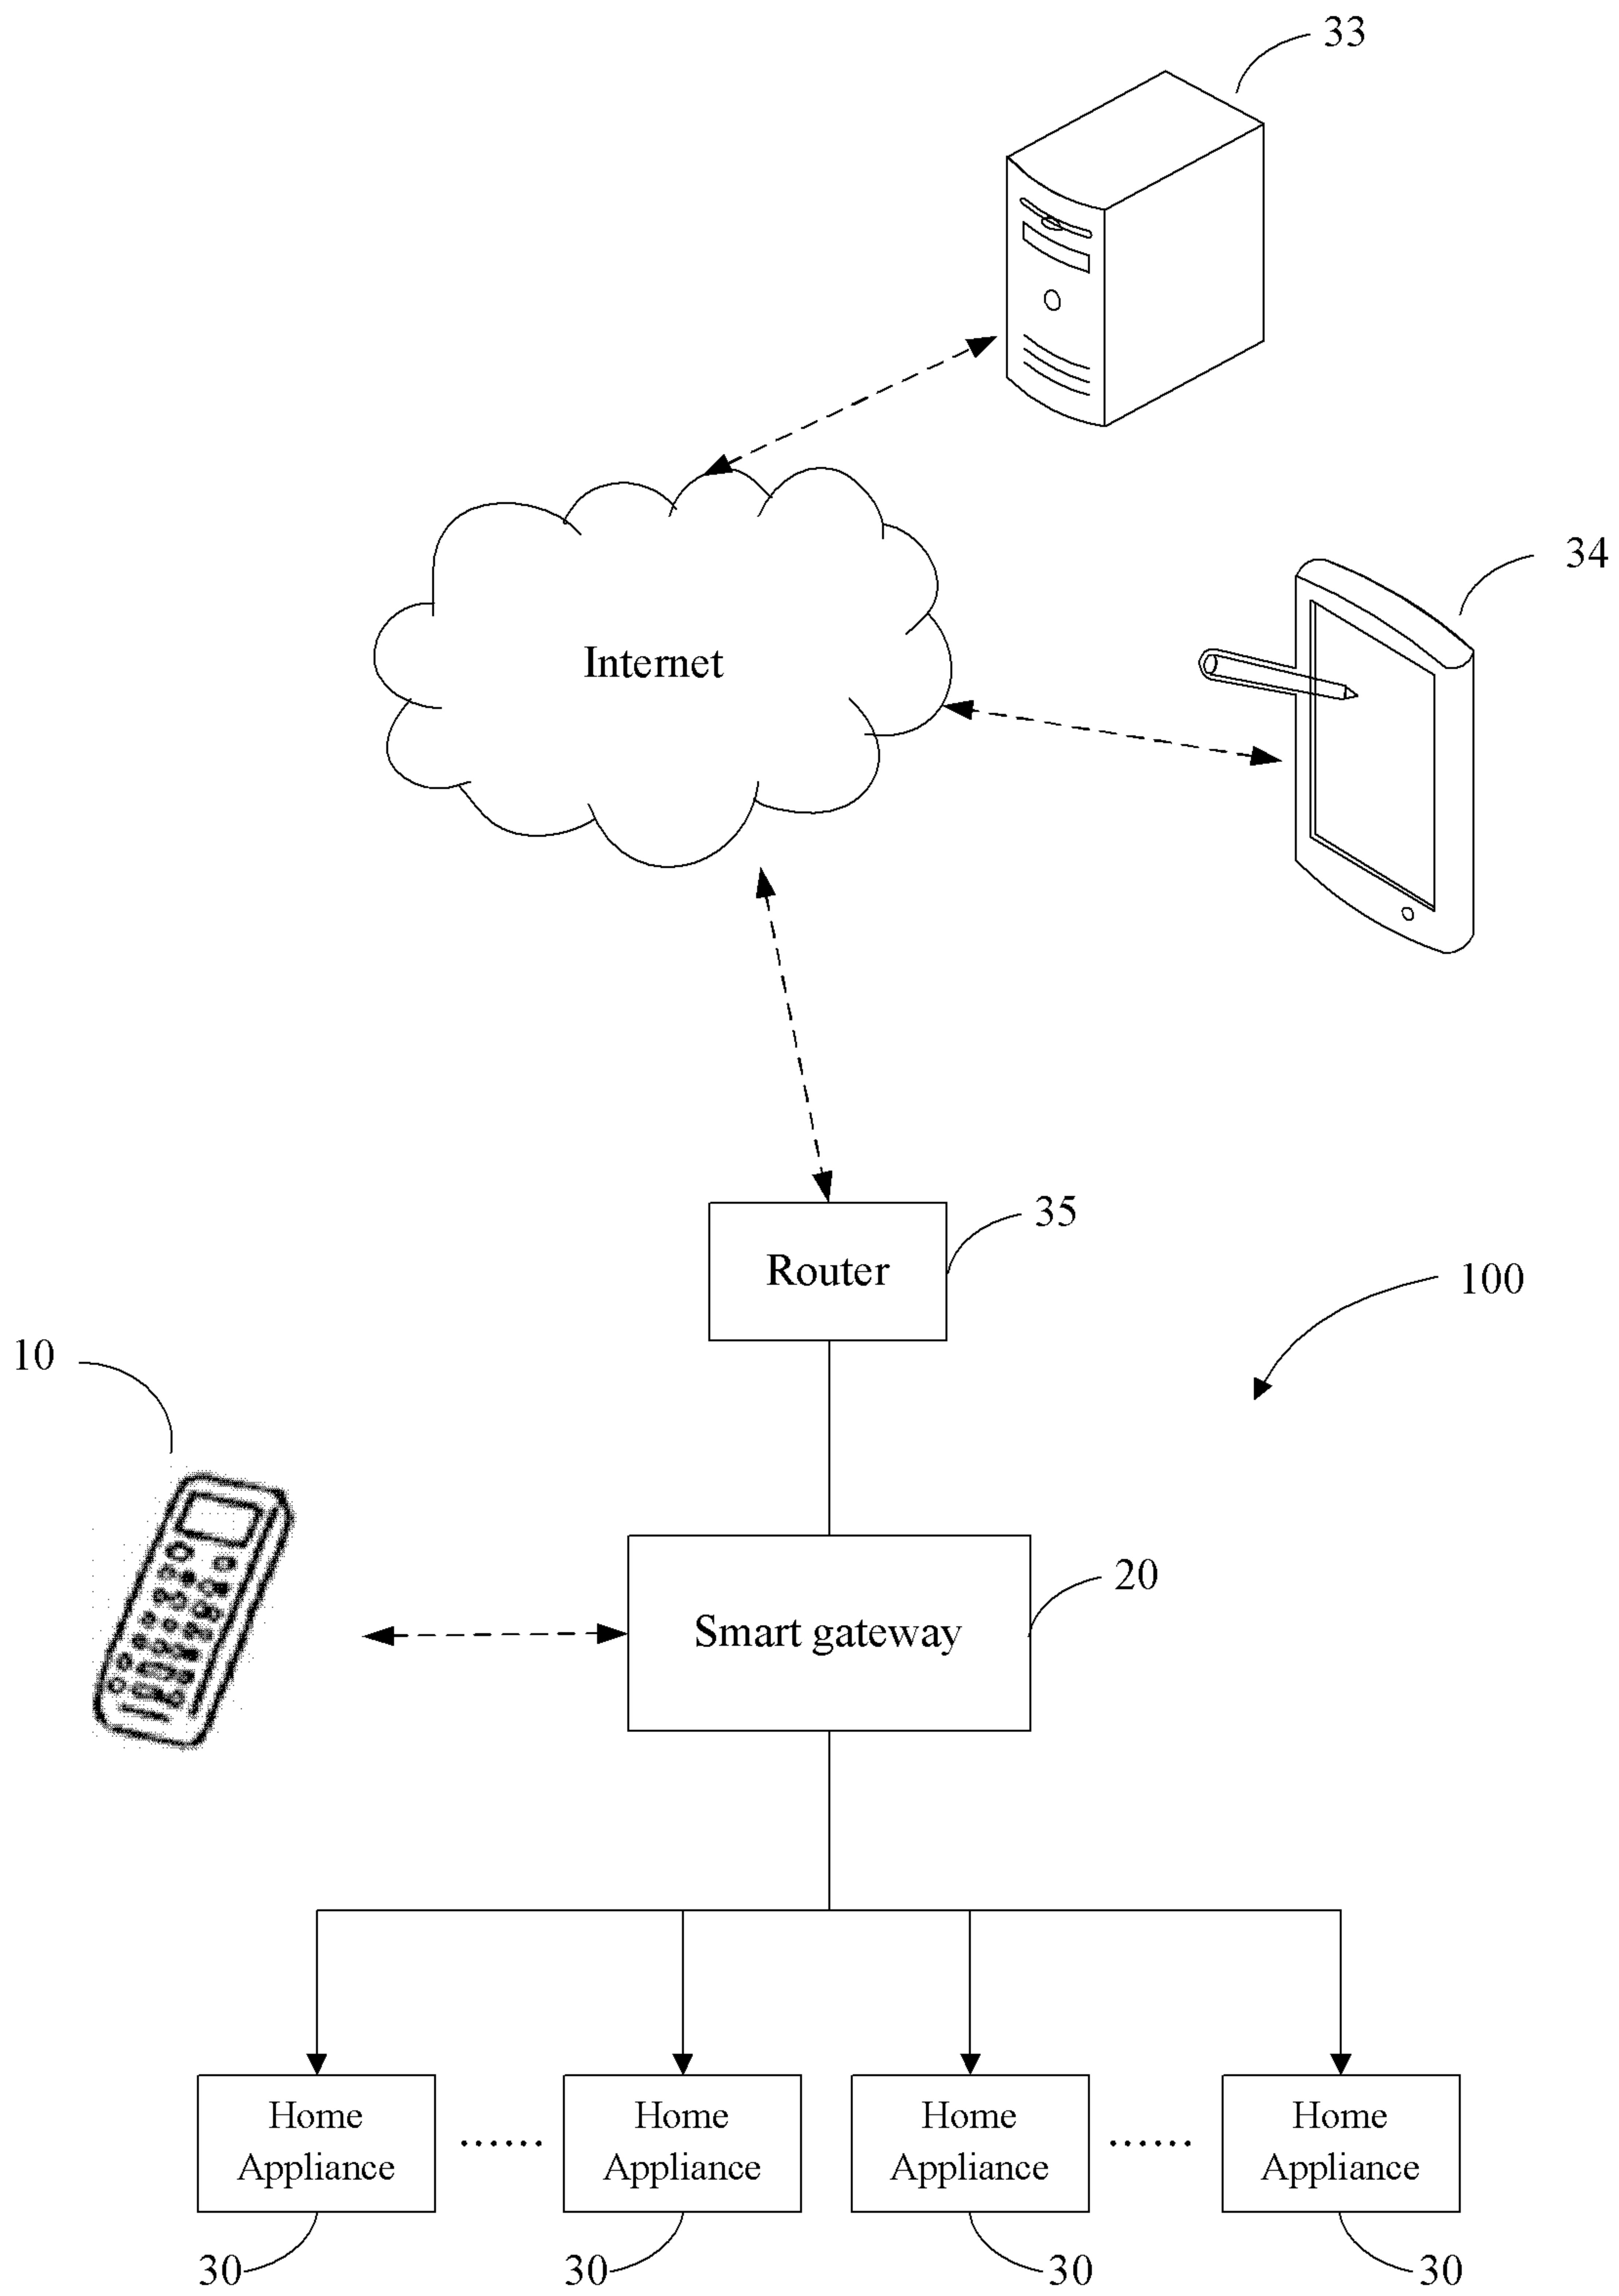 33
34
Internet
35
Router
100
10
20
Smart gateway
Home
Appliance
......
Home
Appliance
Home
Appliance
......
Home
Appliance
30
30
30
30